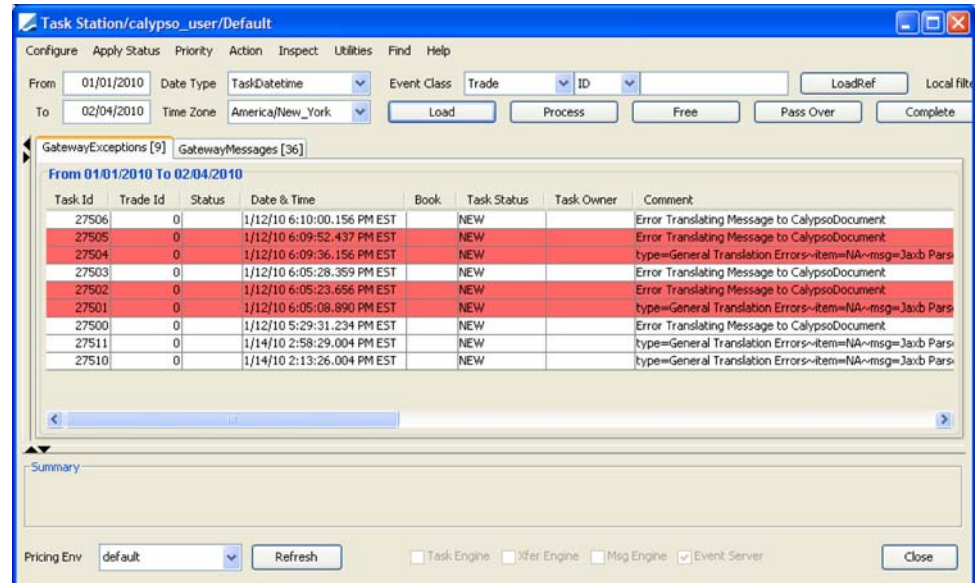 Task Station/calypso_user/Default
Configure Apply Status Priority Action Inspect Utilities Find Help
From 01/01/2010 Date Type TaskDatetime Event Class Trade ID LoadRef Local filte
To 02/04/2010 Time Zone America/New_York Load Process Free Pass Over Complete
GatewayExceptions [9] GatewayMessages [36]
From 01/01/2010 To 02/04/2010
Task Id Trade Id Status Date & Time Book Task Status Task Owner Comment
27506 0 1/12/10 6:10:00.156 PM EST NEW Error Translating Message to CalypsoDocument
27505 0 1/12/10 6:09:52.437 PM EST NEW Error Translating Message to CalypsoDocument
27504 0 1/12/10 6:09:36.156 PM EST NEW type=General Translation Errors~item=NA~msg=Jaxb Parse
27503 0 1/12/10 6:05:28.359 PM EST NEW Error Translating Message to CalypsoDocument
27502 0 1/12/10 6:05:23.656 PM EST NEW Error Translating Message to CalypsoDocument
27501 0 1/12/10 6:05:08.890 PM EST NEW type=General Translation Errors~item=NA~msg=Jaxb Parse
27500 0 1/12/10 5:29:31.234 PM EST NEW Error Translating Message to CalypsoDocument
27511 0 1/14/10 2:58:29.004 PM EST NEW type=General Translation Errors~item=NA~msg=Jaxb Parse
27510 0 1/14/10 2:13:26.004 PM EST NEW type=General Translation Errors~item=NA~msg=Jaxb Parse
Summary
Pricing Env default Refresh Task Engine Xfer Engine Msg Engine Event Server Close